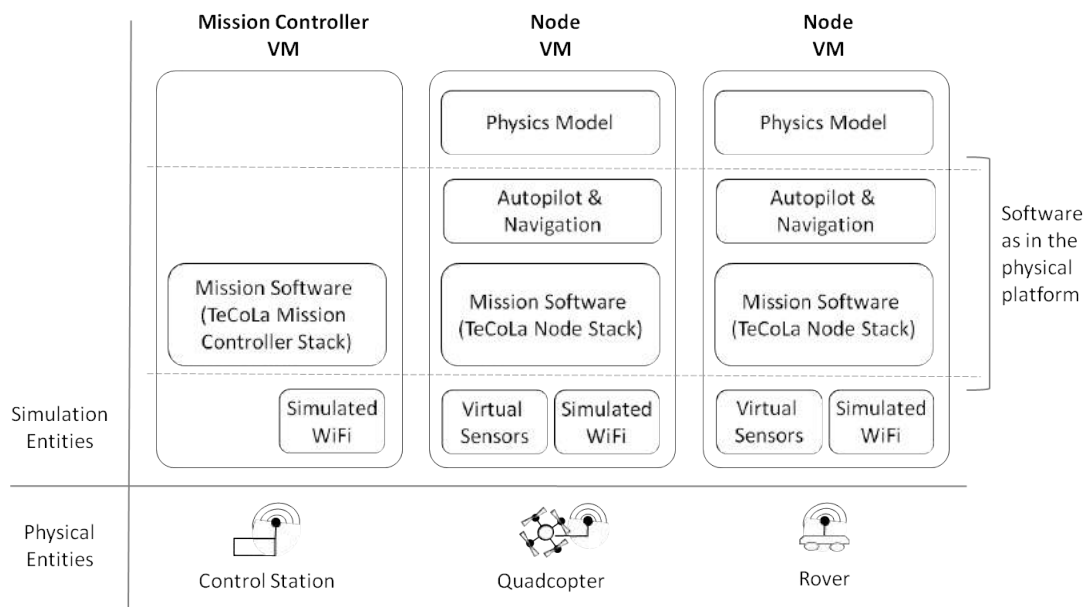 Mission Controller
VM
Node
VM
Node
VM
Physics Model
Physics Model
Autopilot &
Navigation
Autopilot &
Navigation
Software
as in the
physical
platform
Mission Software
(TeCoLa Mission
Controller Stack)
Mission Software
(TeCoLa Node Stack)
Mission Software
(TeCoLa Node Stack)
Simulation
Entities
Simulated
WiFi
Virtual
Sensors
Simulated
WiFi
Virtual
Sensors
Simulated
WiFi
Physical
Entities
Control Station
Quadcopter
Rover